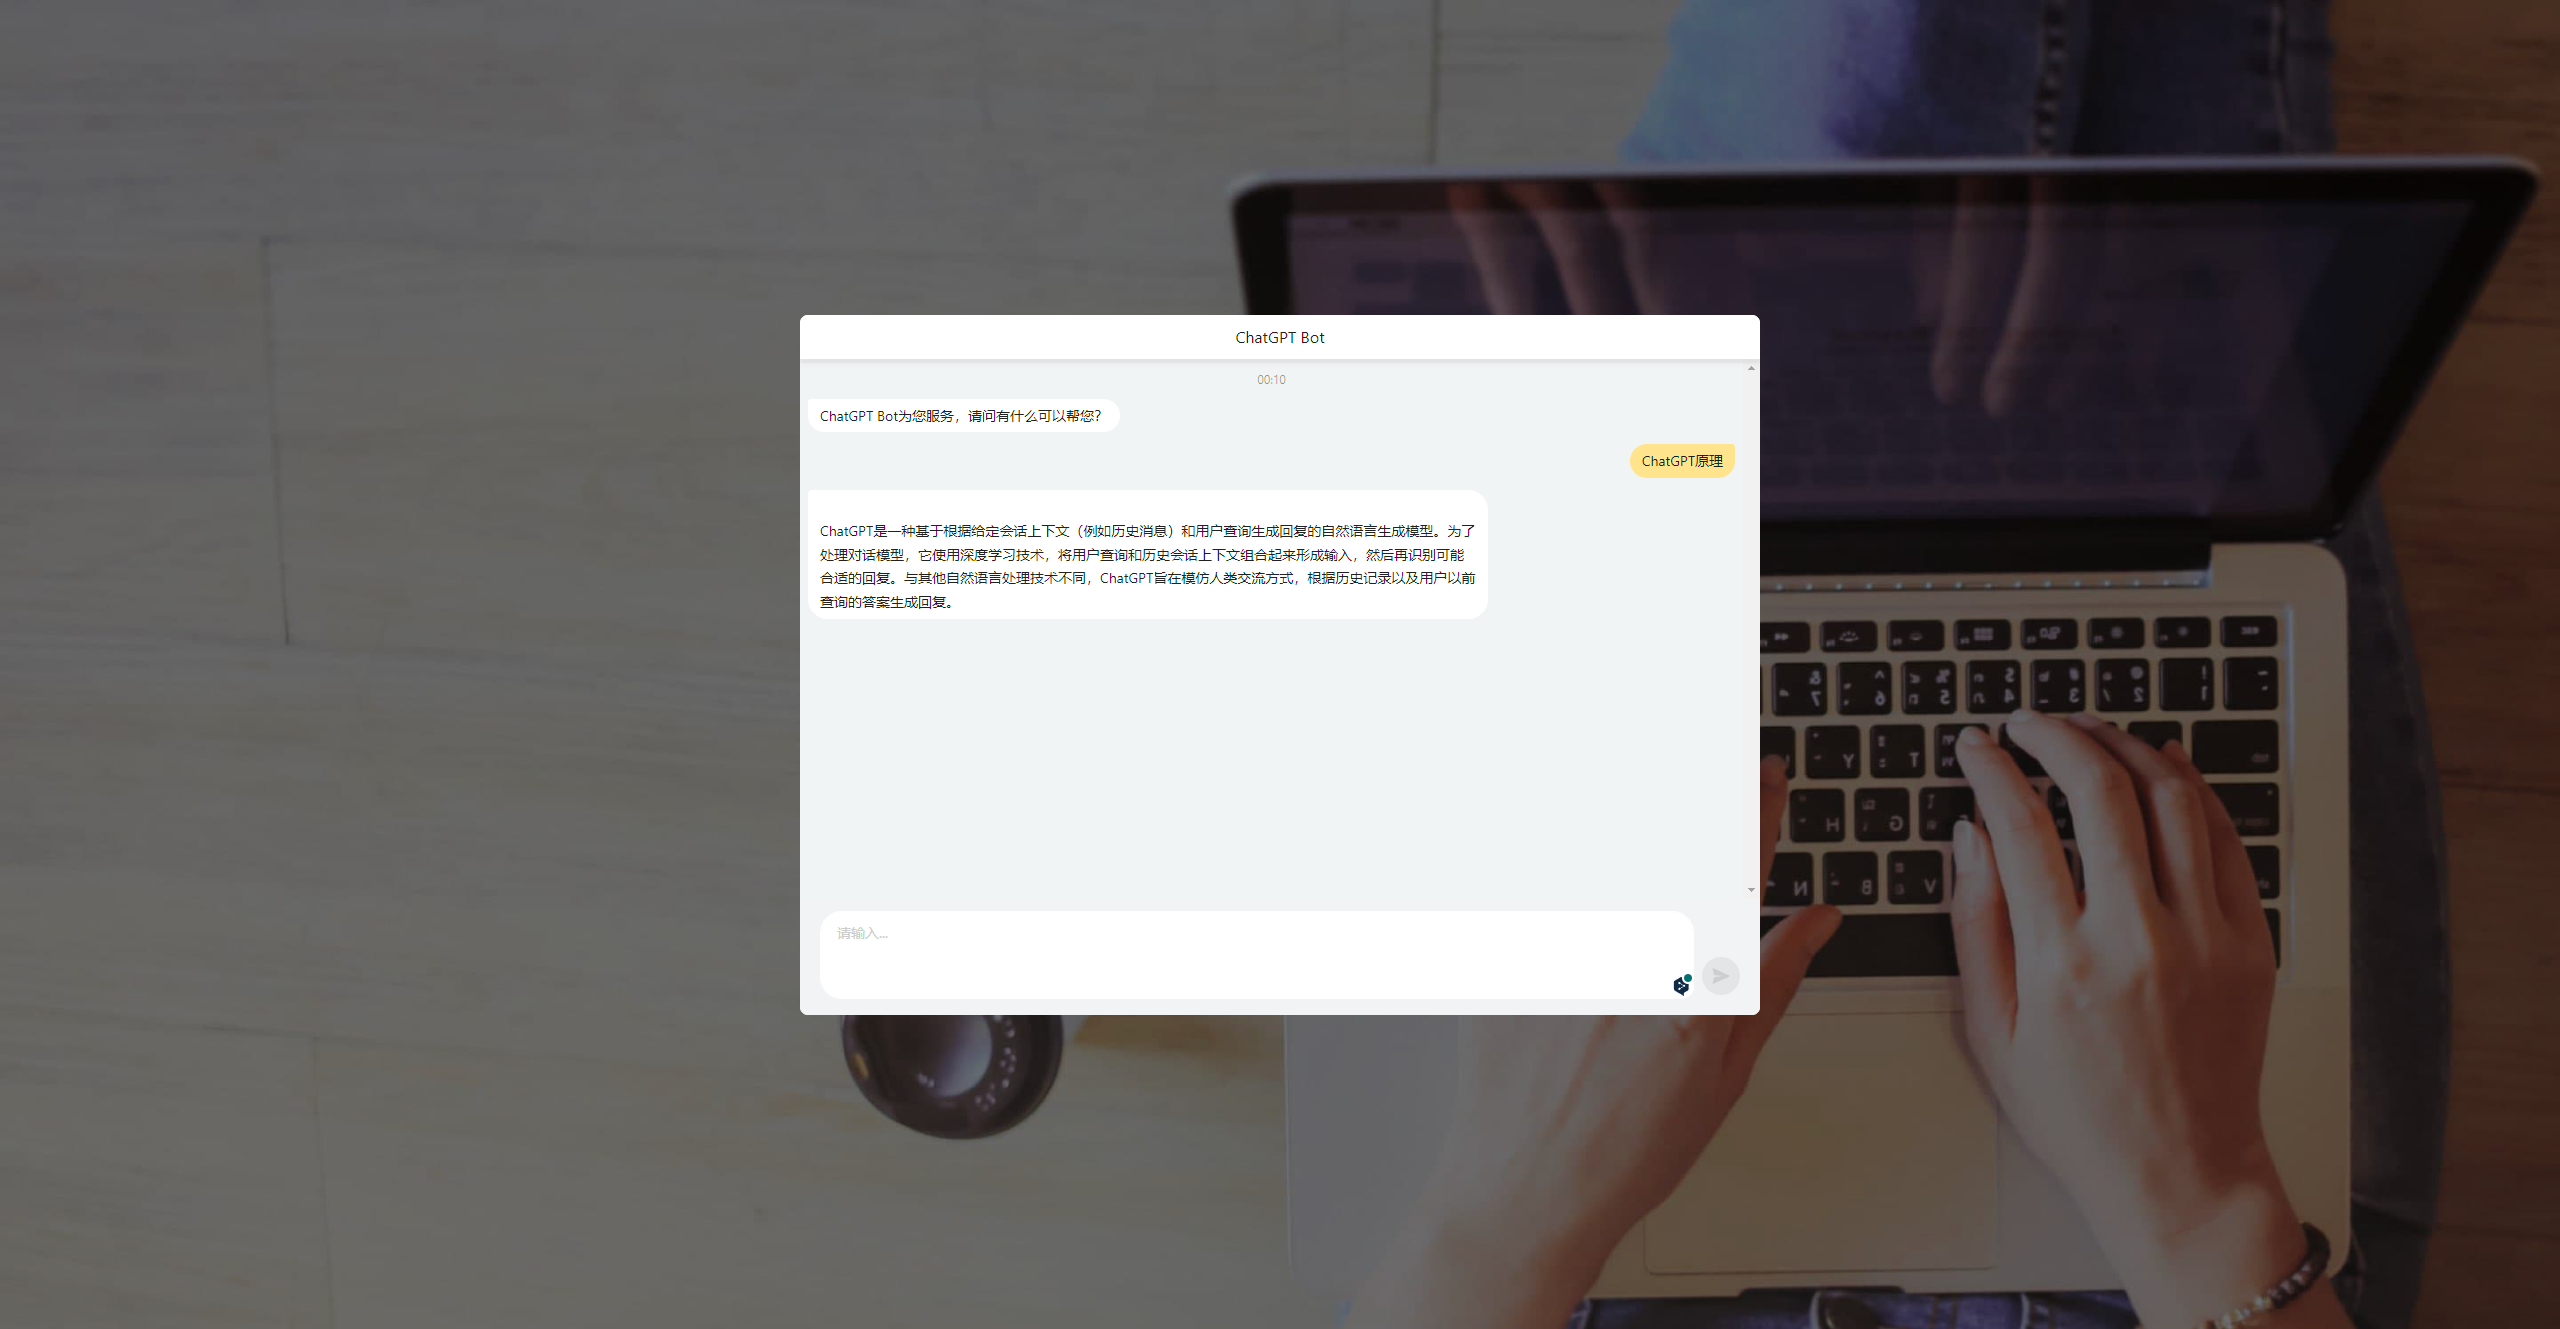 ChatGPT Bot
00:10
ChatGPT Bot为您服务，请问有什么可以帮您？
ChatGPT原理
ChatGPT是一种基于根据给定会话上下文（例如历史消息）和用户查询生成回复的自然语言生成模型。为了
处理对话模型，它使用深度学习技术，将用户查询和历史会话上下文组合起来形成输入，然后再识别可能
合适的回复。与其他自然语言处理技术不同，ChatGPT旨在模仿人类交流方式，根据历史记录以及用户以前
查询的答案生成回复。
请输入...